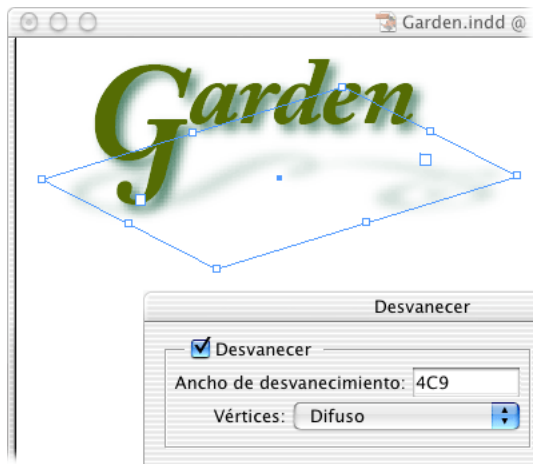 Garden.indd @
Garden
Desvanecer
Desvanecer
Ancho de desvanecimiento: 4C9
Vértices: Difuso